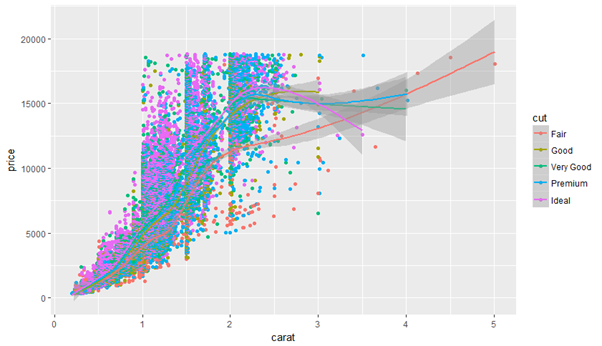 20000
15000
10000
5000
0
price
0
1
2
3
4
5
carat
cut
Fair
Good
Very Good
Premium
Ideal